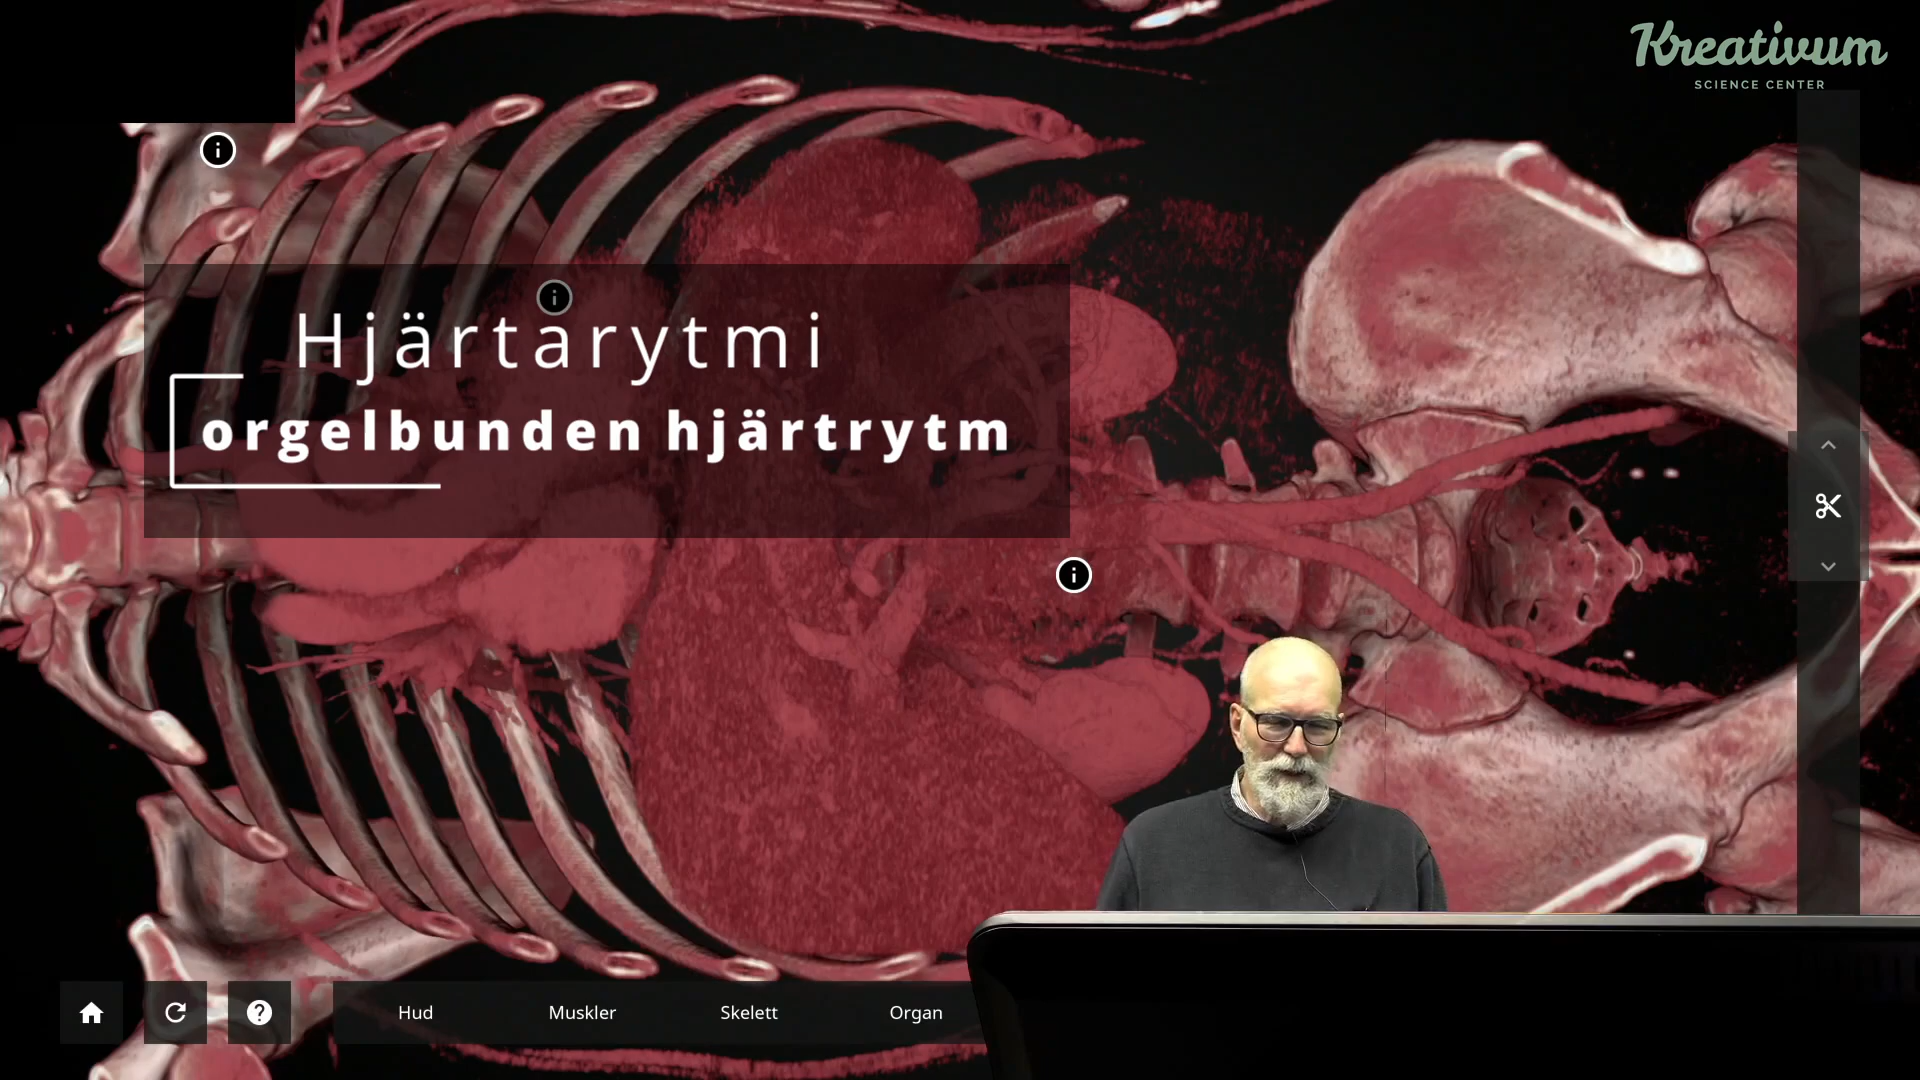 Kreativum
SCIENCE CENTER
Hjärtarytmi
orgelbunden hjärtrytm
Hud
Muskler
Skelett
Organ